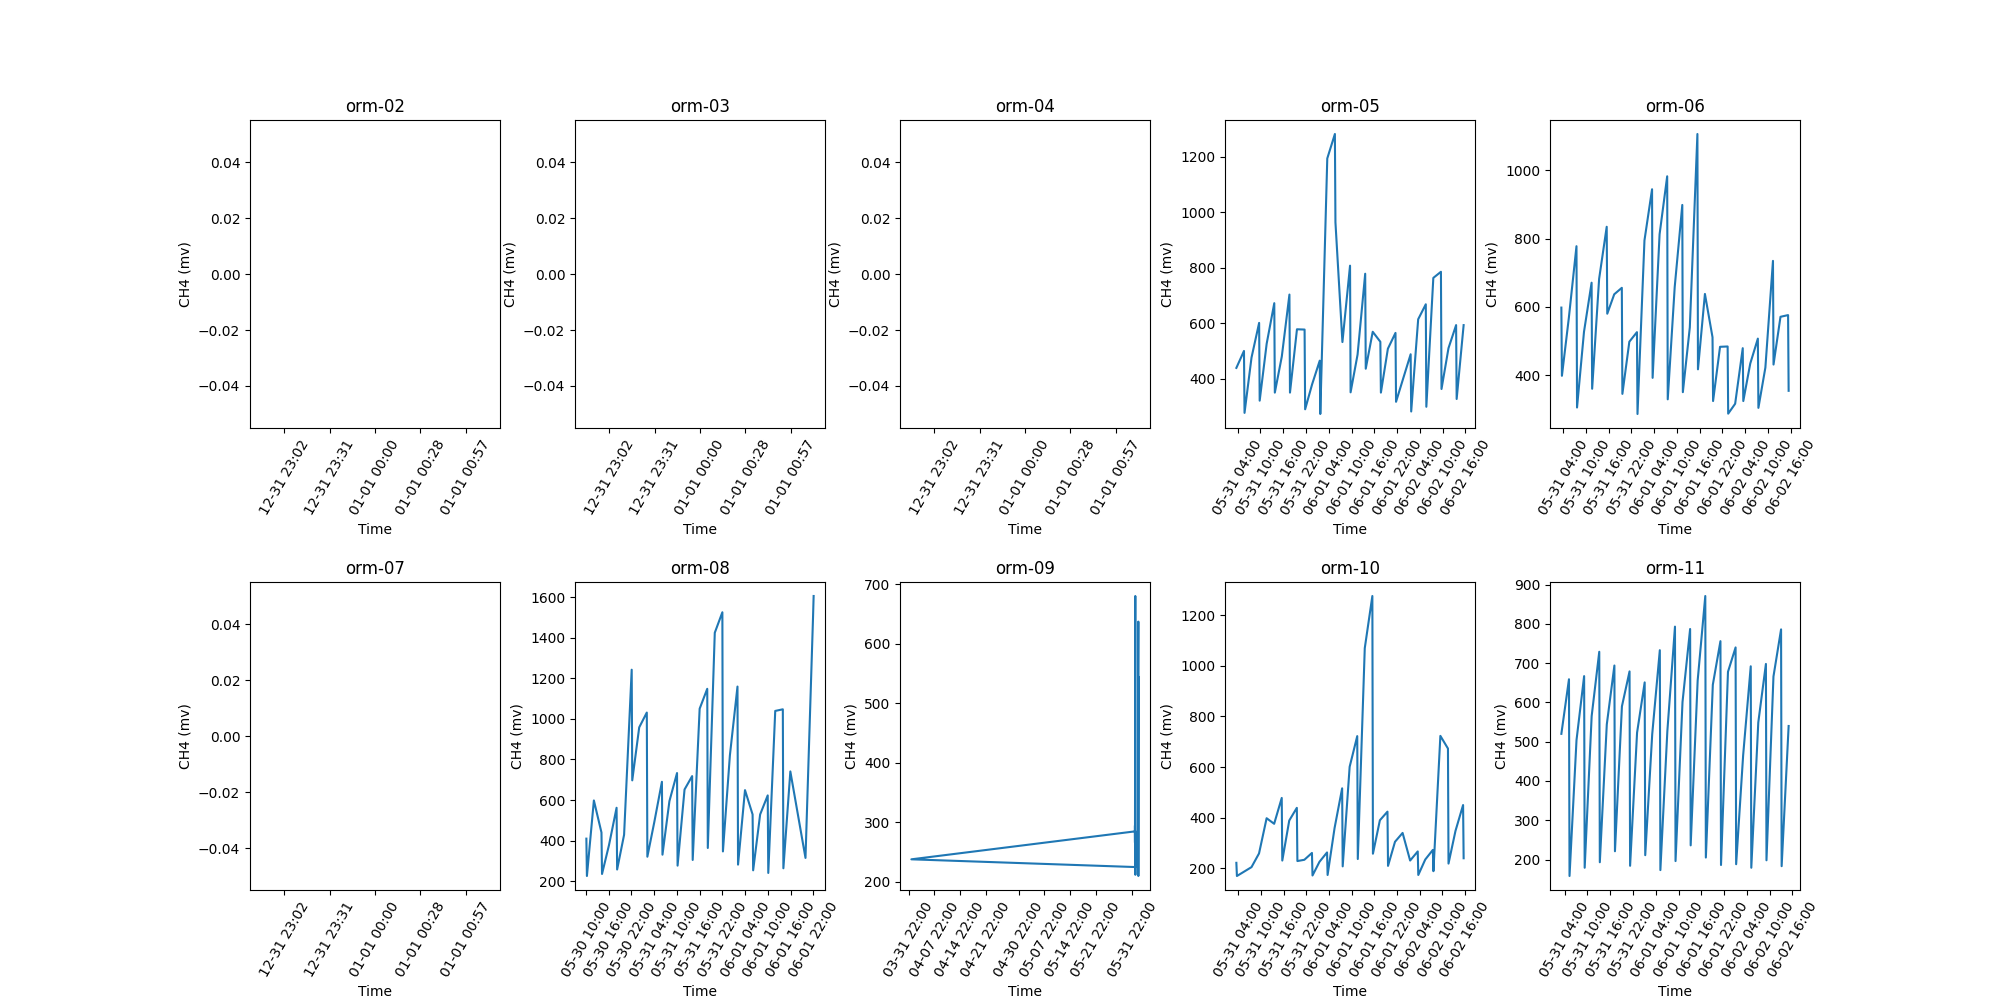 orm-02 orm-03 orm-04 orm-05 orm-06
CH4 (mv) 0.04 0.02 0.00 −0.02 −0.04
12-31 23:02 12-31 23:31 01-01 00:00 01-01 00:28 01-01 00:57
Time
CH4 (mv) 0.04 0.02 0.00 −0.02 −0.04
12-31 23:02 12-31 23:31 01-01 00:00 01-01 00:28 01-01 00:57
Time
CH4 (mv) 0.04 0.02 0.00 −0.02 −0.04
12-31 23:02 12-31 23:31 01-01 00:00 01-01 00:28 01-01 00:57
Time
CH4 (mv) 1200 1000 800 600 400
05-31 04:00 05-31 10:00 05-31 16:00 05-31 22:00 06-01 04:00 06-01 10:00 06-01 16:00 06-01 22:00 06-02 04:00 06-02 10:00 06-02 16:00
Time
CH4 (mv) 1000 800 600 400
05-31 04:00 05-31 10:00 05-31 16:00 05-31 22:00 06-01 04:00 06-01 10:00 06-01 16:00 06-01 22:00 06-02 04:00 06-02 10:00 06-02 16:00
Time
orm-07 orm-08 orm-09 orm-10 orm-11
CH4 (mv) 0.04 0.02 0.00 −0.02 −0.04
12-31 23:02 12-31 23:31 01-01 00:00 01-01 00:28 01-01 00:57
Time
CH4 (mv) 1600 1400 1200 1000 800 600 400 200
05-30 10:00 05-30 16:00 05-30 22:00 05-31 04:00 05-31 10:00 05-31 16:00 05-31 22:00 06-01 04:00 06-01 10:00 06-01 16:00 06-01 22:00
Time
CH4 (mv) 700 600 500 400 300 200
03-31 22:00 04-07 22:00 04-14 22:00 04-21 22:00 04-30 22:00 05-07 22:00 05-14 22:00 05-21 22:00 05-31 22:00
Time
CH4 (mv) 1200 1000 800 600 400 200
05-31 04:00 05-31 10:00 05-31 16:00 05-31 22:00 06-01 04:00 06-01 10:00 06-01 16:00 06-01 22:00 06-02 04:00 06-02 10:00 06-02 16:00
Time
CH4 (mv) 900 800 700 600 500 400 300 200
05-31 04:00 05-31 10:00 05-31 16:00 05-31 22:00 06-01 04:00 06-01 10:00 06-01 16:00 06-01 22:00 06-02 04:00 06-02 10:00 06-02 16:00
Time